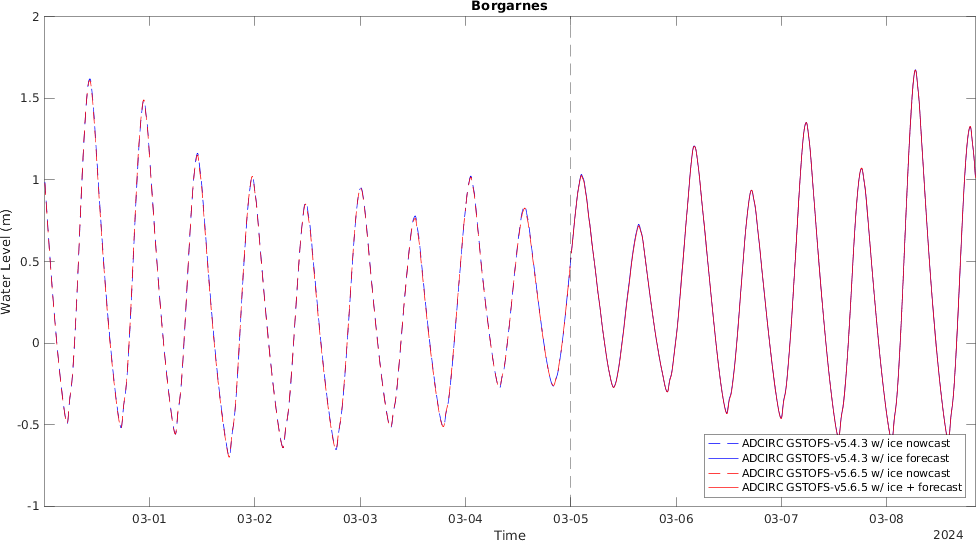 Borgarnes
2
1.5
1
0.5
0
-0.5
-1
Water Level (m)
03-01 03-02 03-03 03-04 03-05 03-06 03-07 03-08
Time
2024
ADCIRC GSTOFS-v5.4.3 w/ ice nowcast
ADCIRC GSTOFS-v5.4.3 w/ ice forecast
ADCIRC GSTOFS-v5.6.5 w/ ice nowcast
ADCIRC GSTOFS-v5.6.5 w/ ice + forecast